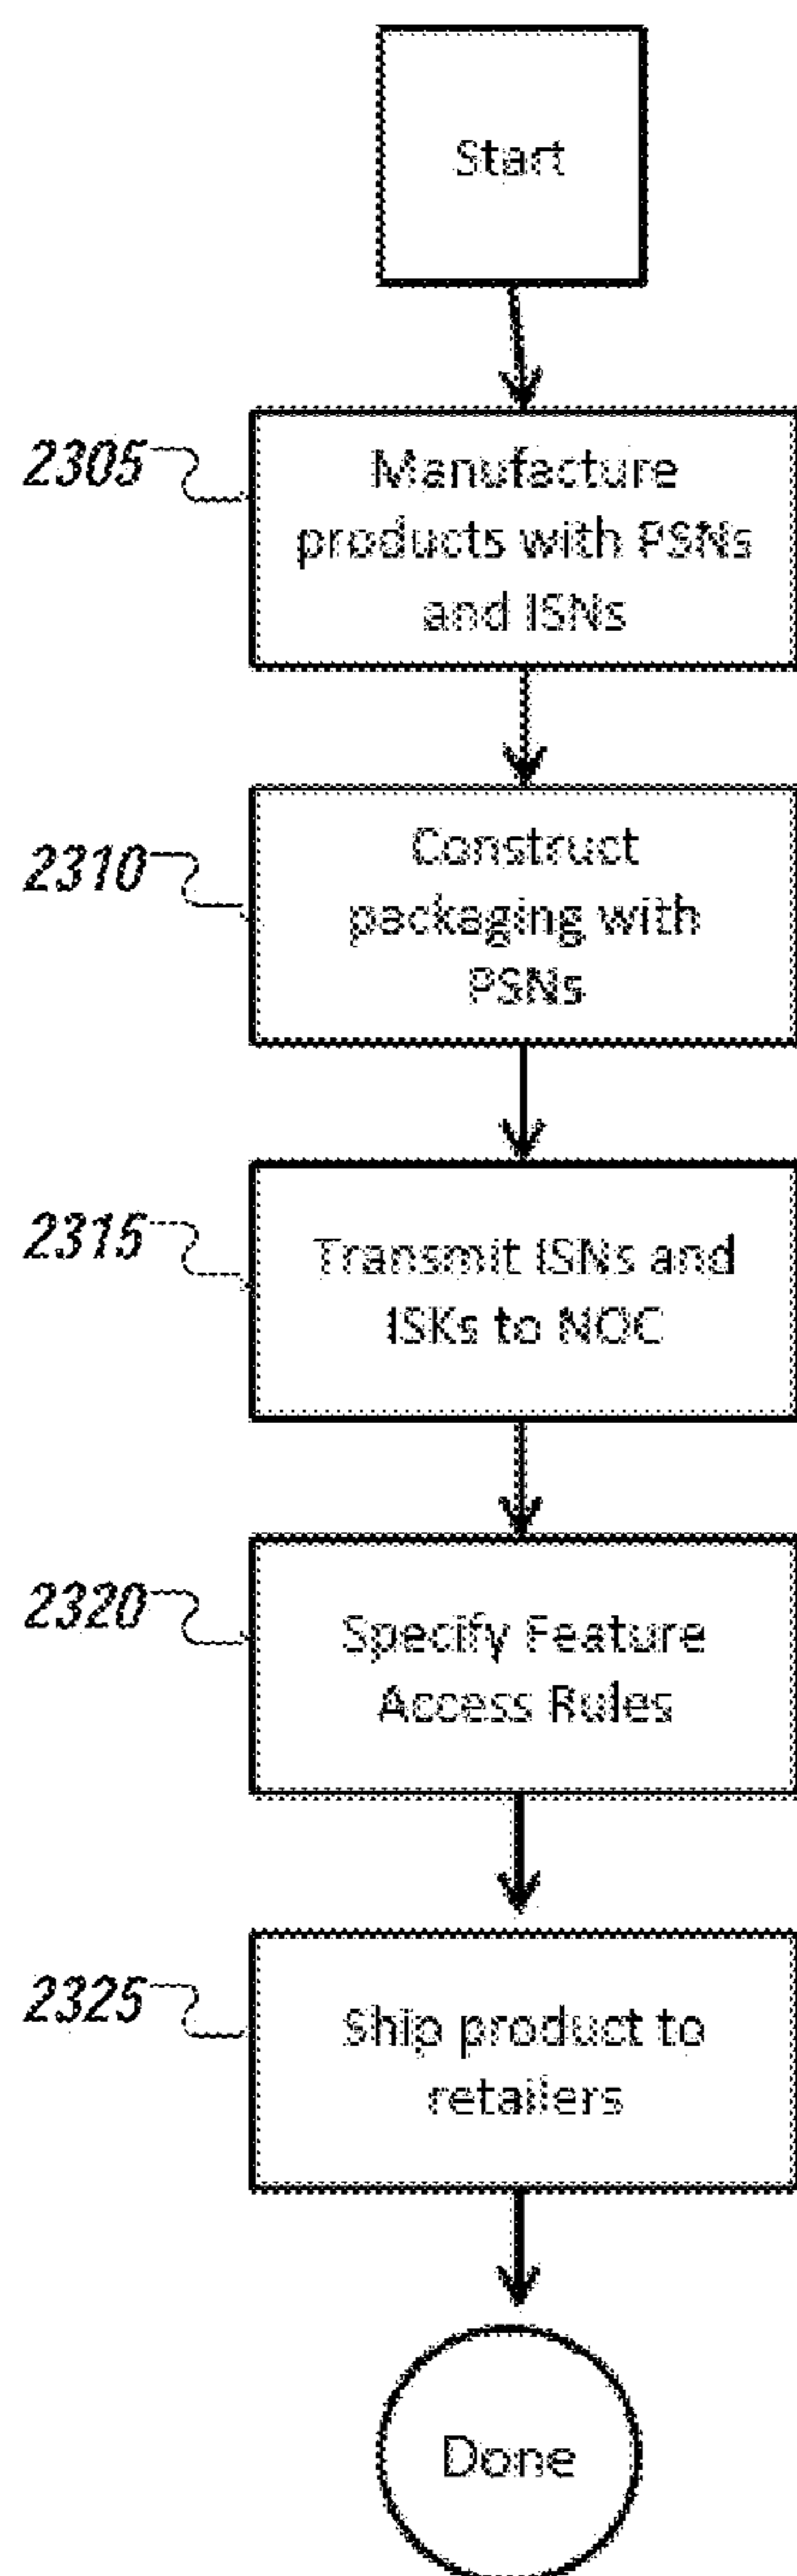 Start
2305
Manufacture
products with PSNs
and ISNs
2310
Construct
packaging with
PSNs
2315
Transmit ISNs and
ISKs to NOC
2320
Specify Feature
Access Rules
2325
Ship product to
retailers
Done